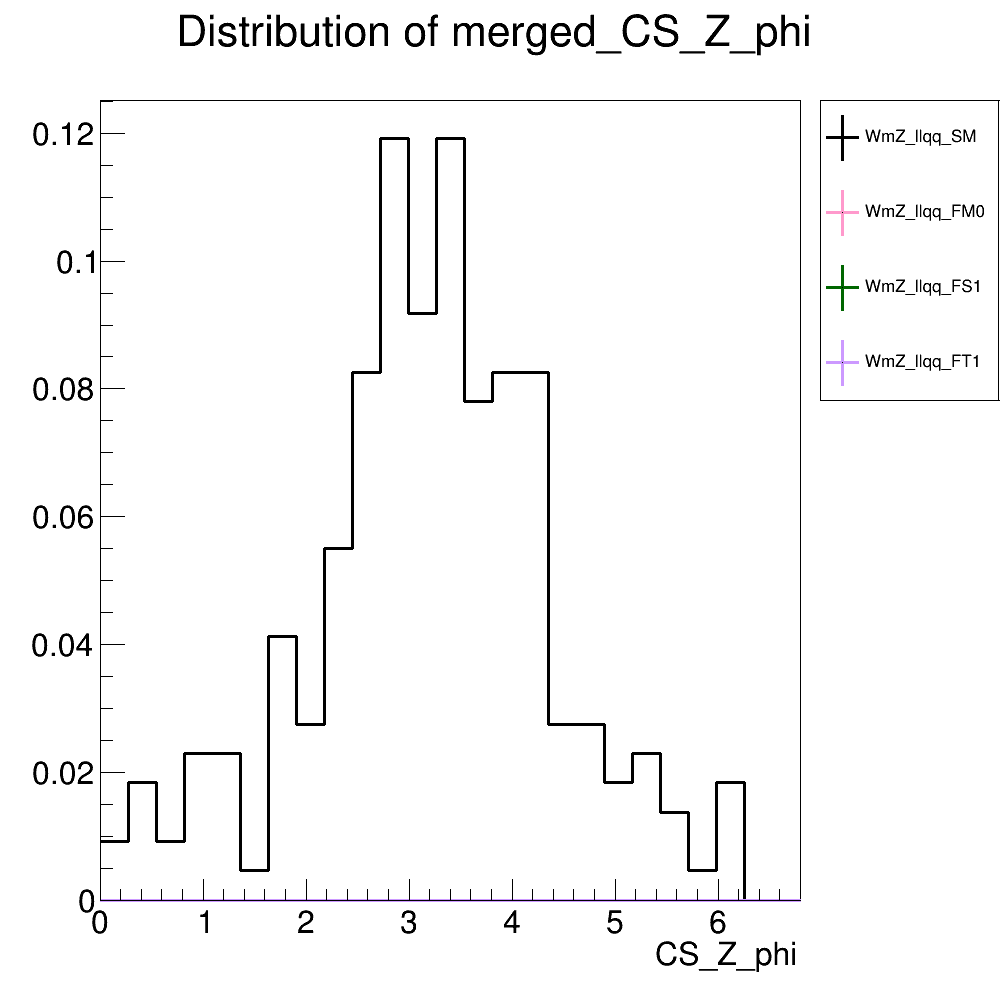 Distribution of merged_CS_Z_phi
0.12
0.1
0.08
0.06
0.04
0.02
0
0 1 2 3 4 5 6
CS_Z_phi
WmZ_llqq_SM
WmZ_llqq_FM0
WmZ_llqq_FS1
WmZ_llqq_FT1